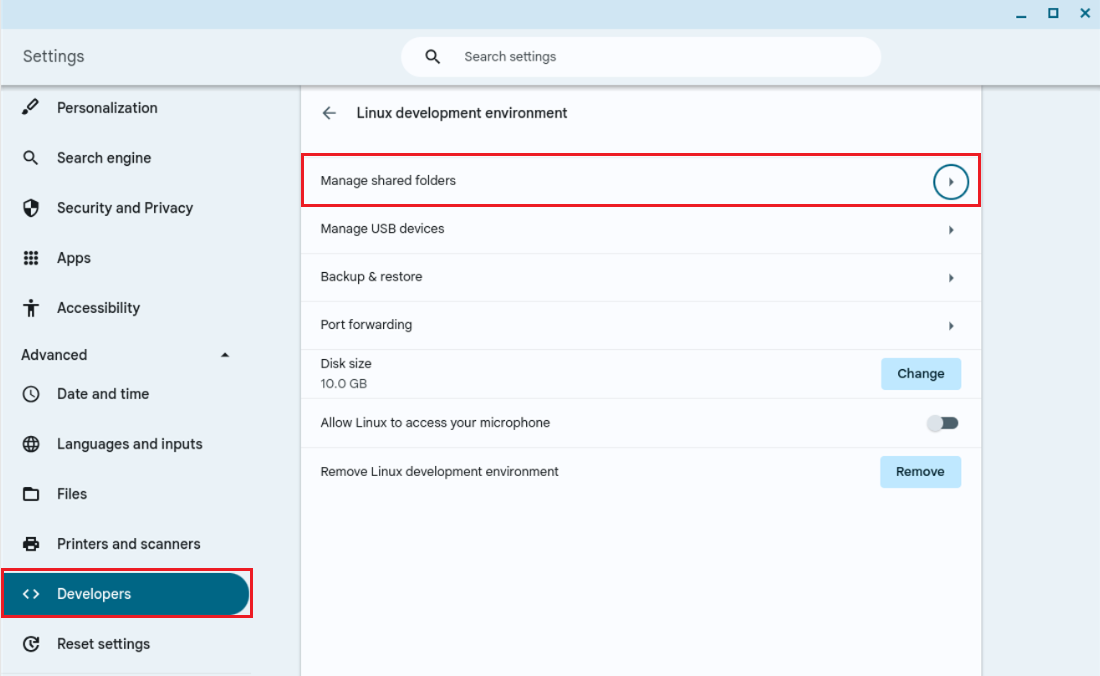 Settings
Search settings
Personalization
Search engine
Security and Privacy
Apps
Accessibility
Advanced
Date and time
Languages and inputs
Files
Printers and scanners
Developers
Reset settings
Linux development environment
Manage shared folders
Manage USB devices
Backup & restore
Port forwarding
Disk size
10.0 GB
Change
Allow Linux to access your microphone
Remove Linux development environment
Remove